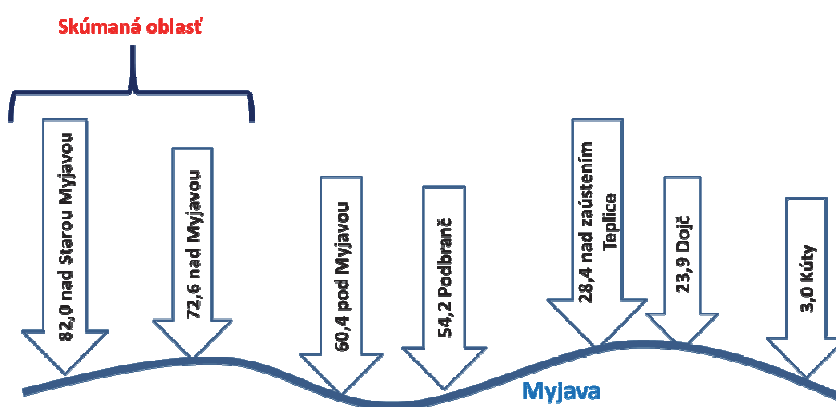 Skúmaná oblasť
82,0 nad Starou Myjavou
72,6 nad Myjavou
60,4 pod Myjavou
54,2 Podbranč
28,4 nad zaústením
Teplice
23,9 Dojč
3,0 Kúty
Myjava